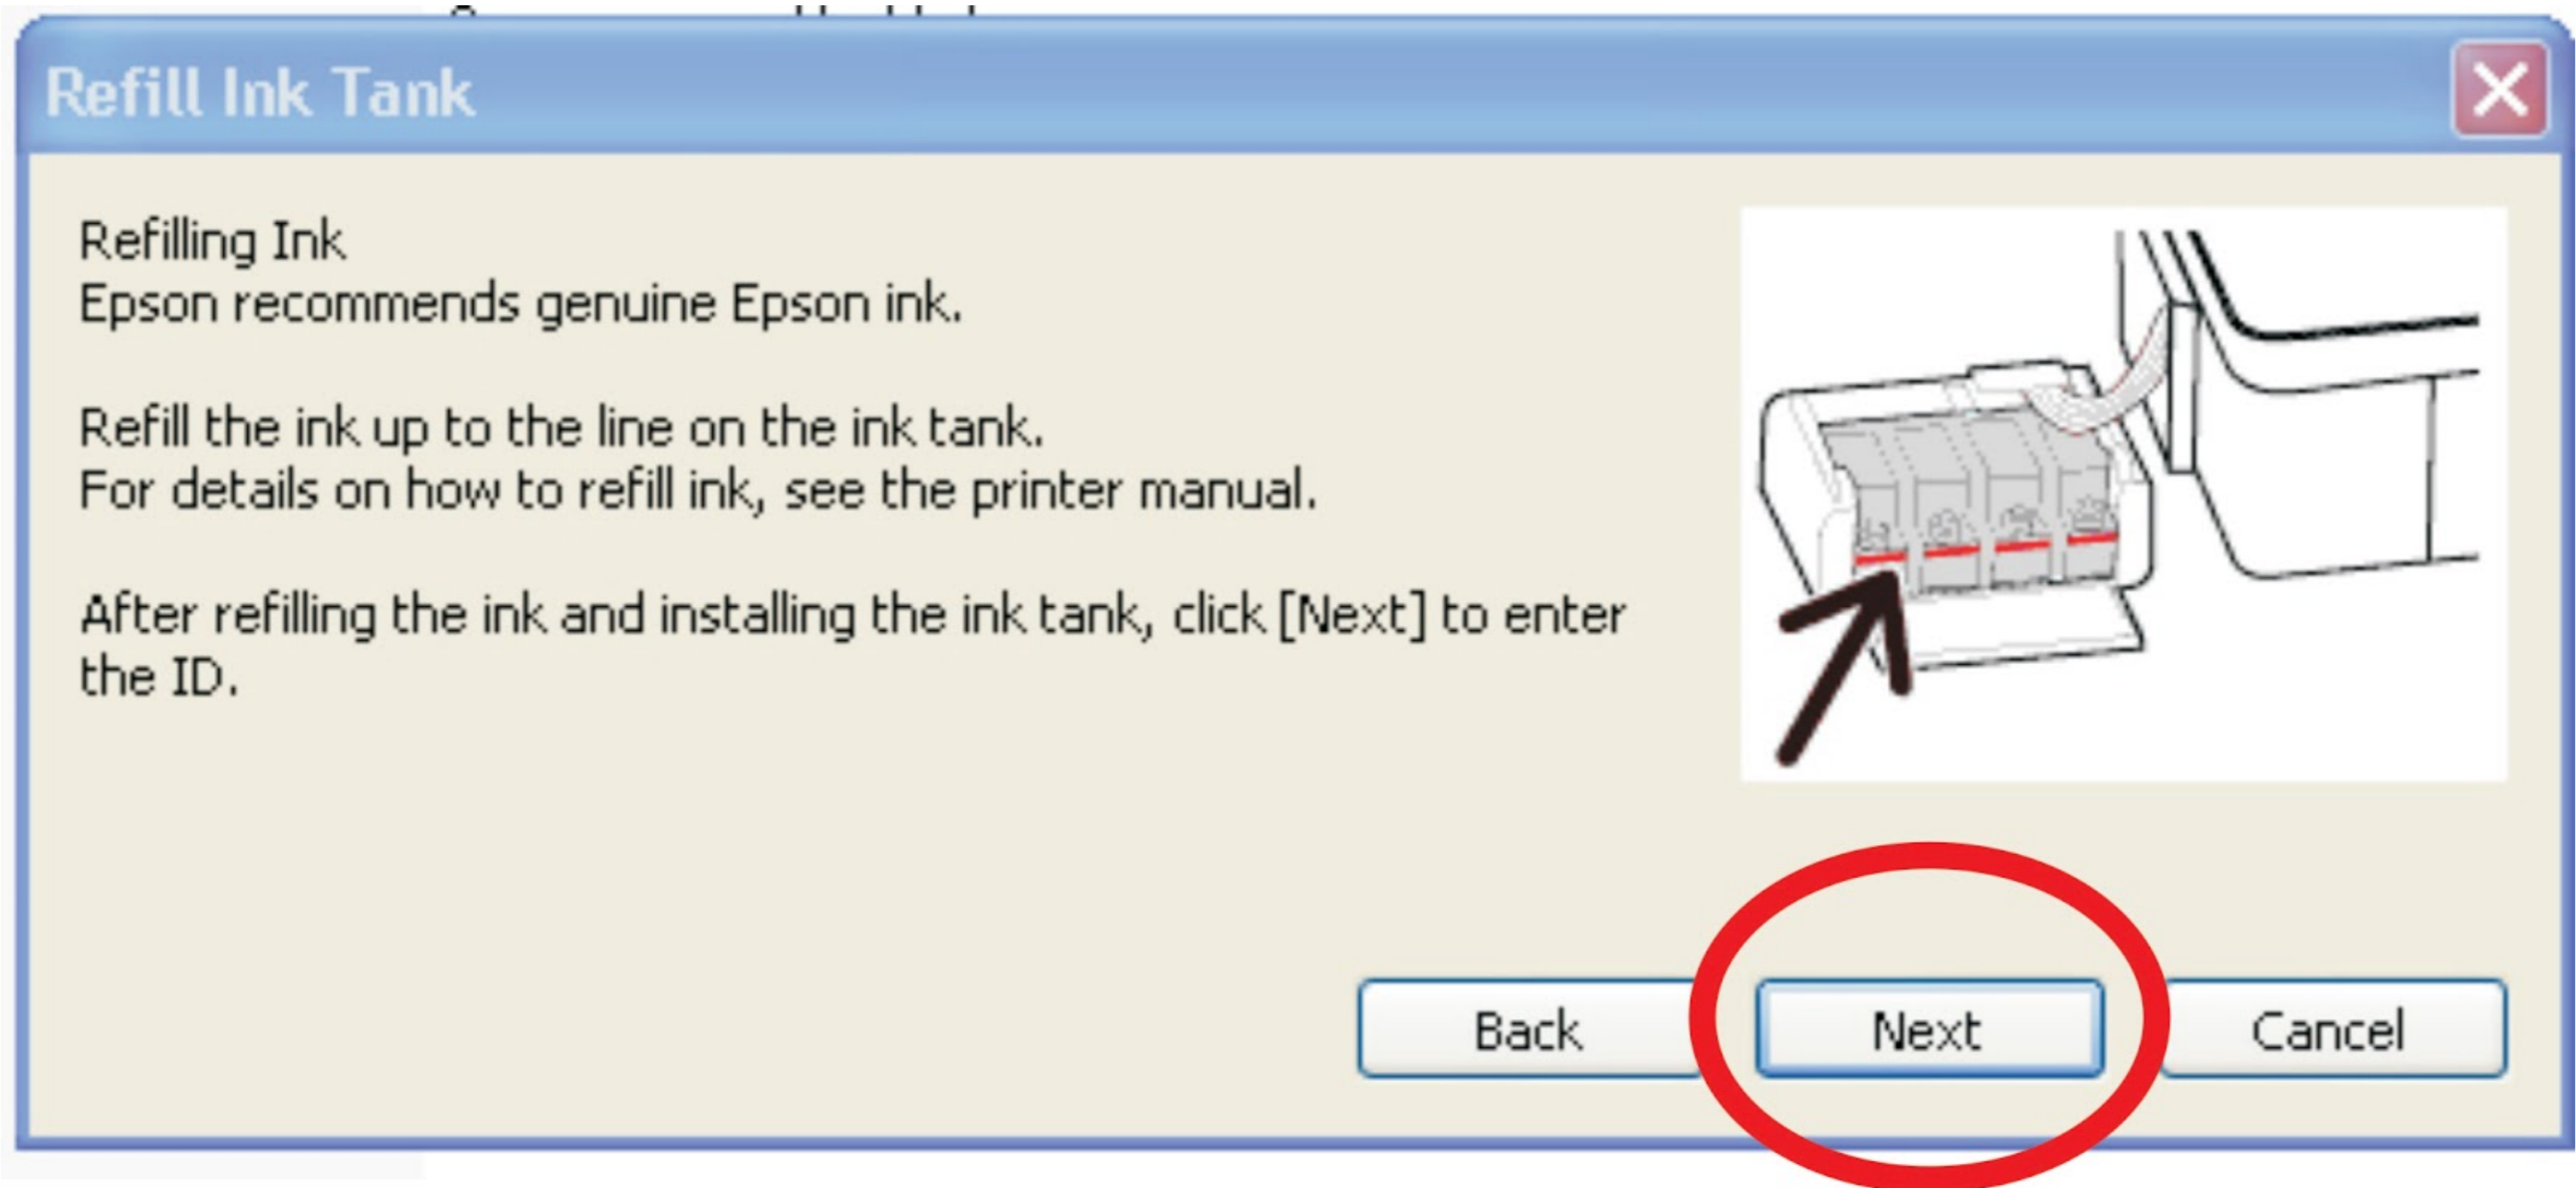 Refill Ink Tank
Refilling Ink
Epson recommends genuine Epson ink.
Refill the ink up to the line on the ink tank.
For details on how to refill ink, see the printer manual.
After refilling the ink and installing the ink tank, click [Next] to enter
the ID.
Back Next Cancel